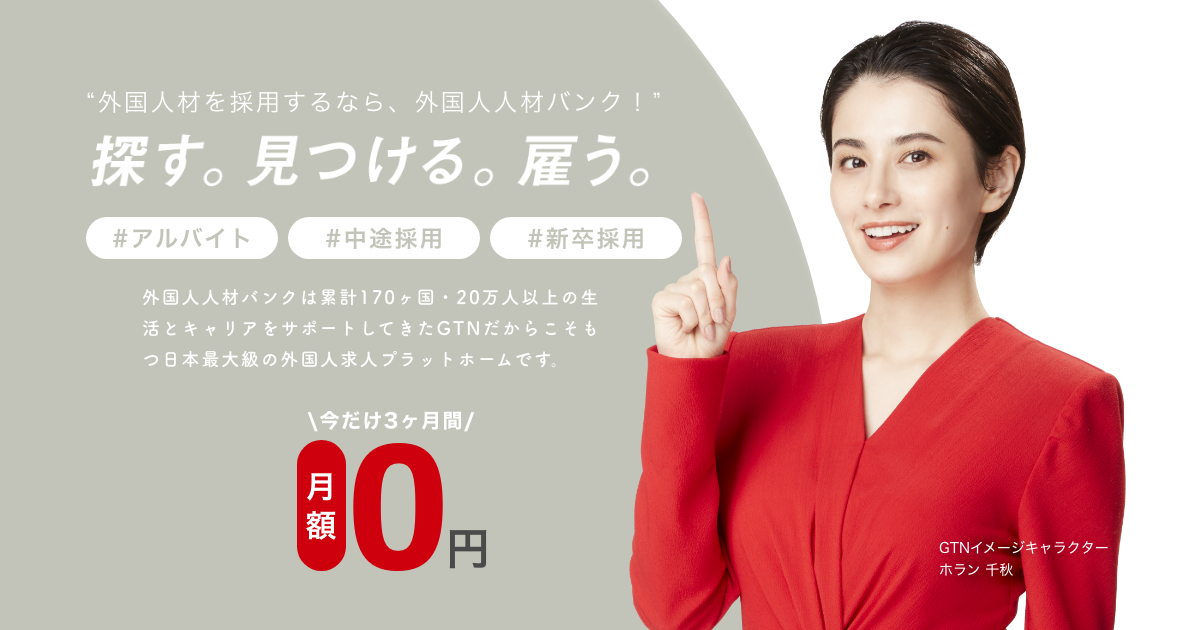 “外国人材を採用するなら、外国人人材バンク！”
探す。見つける。雇う。
#アルバイト #中途採用 #新卒採用
外国人人材バンクは累計170ヶ国・20万人以上の生
活とキャリアをサポートしてきたGTNだからこそも
つ日本最大級の外国人求人プラットホームです。
\今だけ3ヶ月間/
月額0円
GTNイメージキャラクター
ホラン 千秋